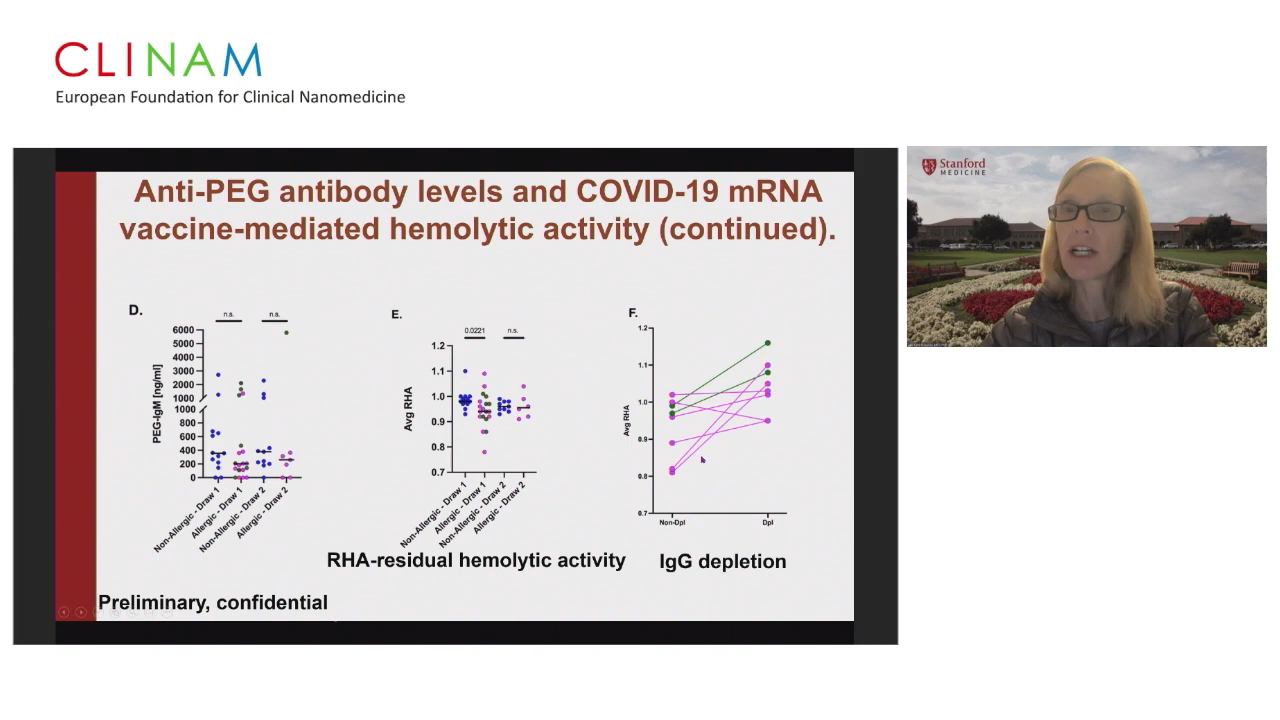 CLINAM
European Foundation for Clinical Nanomedicine
Stanford
MEDICINE
Anti-PEG antibody levels and COVID-19 mRNA
vaccine-mediated hemolytic activity (continued).
D.
n.s.
n.s.
PEG-IgM [ng/ml]
6000
5000
4000
3000
2000
1000
1000
800
600
400
200
0
Non-Allergic - Draw 1
Allergic - Draw 1
Non-Allergic - Draw 2
Allergic - Draw 2
E.
0.0221
n.s.
Avg RHA
1.2
1.1
1.0
0.9
0.8
0.7
Non-Allergic - Draw 1
Allergic - Draw 1
Non-Allergic - Draw 2
Allergic - Draw 2
F.
Avg RHA
1.2
1.1
1.0
0.9
0.8
0.7
Non-Dpl
Dpl
RHA-residual hemolytic activity
IgG depletion
Preliminary, confidential